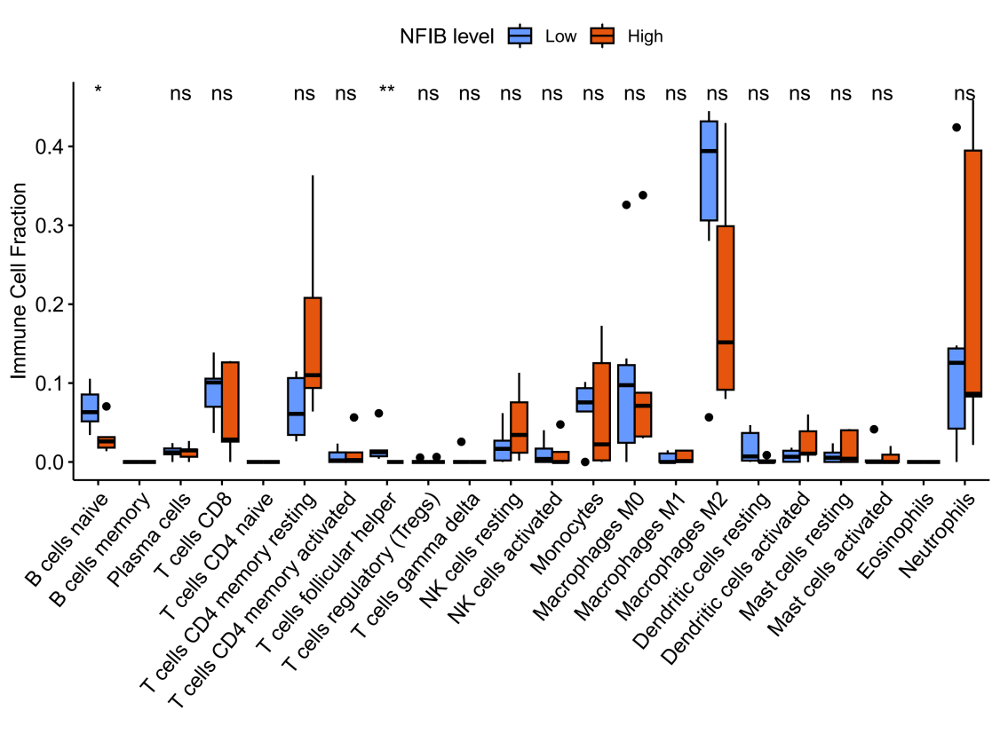 NFIB level Low High
* ns ns ns ns ** ns ns ns ns ns ns ns ns ns ns ns ns ns
Immune Cell Fraction
0.4
0.3
0.2
0.1
0.0
B cells naive
B cells memory
Plasma cells
T cells CD8
T cells CD4 naive
T cells CD4 memory resting
T cells CD4 memory activated
T cells follicular helper
T cells regulatory (Tregs)
T cells gamma delta
NK cells resting
NK cells activated
Monocytes
Macrophages M0
Macrophages M1
Macrophages M2
Dendritic cells resting
Dendritic cells activated
Mast cells resting
Mast cells activated
Eosinophils
Neutrophils